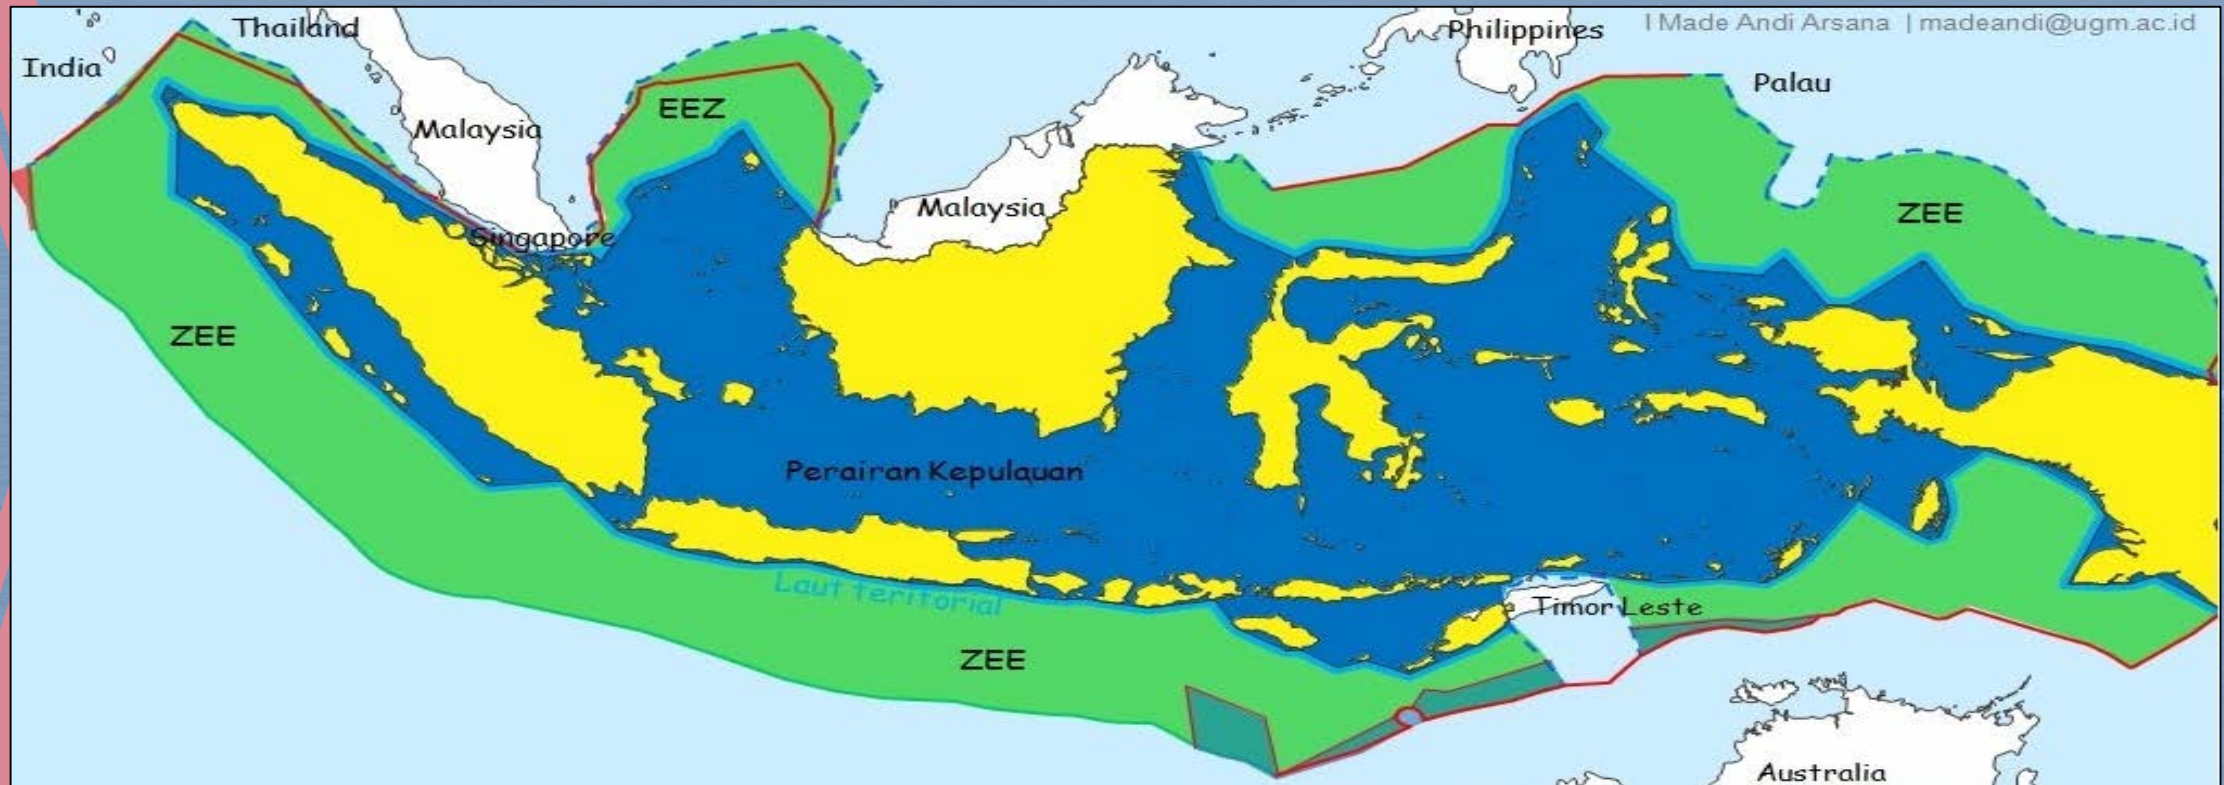 Thailand
Philippines
I Made Andi Arsana | madeandi@ugm.ac.id
India
Palau
EEZ
Malaysia
Malaysia
ZEE
Singapore
ZEE
Perairan Kepulauan
Laut teritorial
Timor Leste
ZEE
Australia